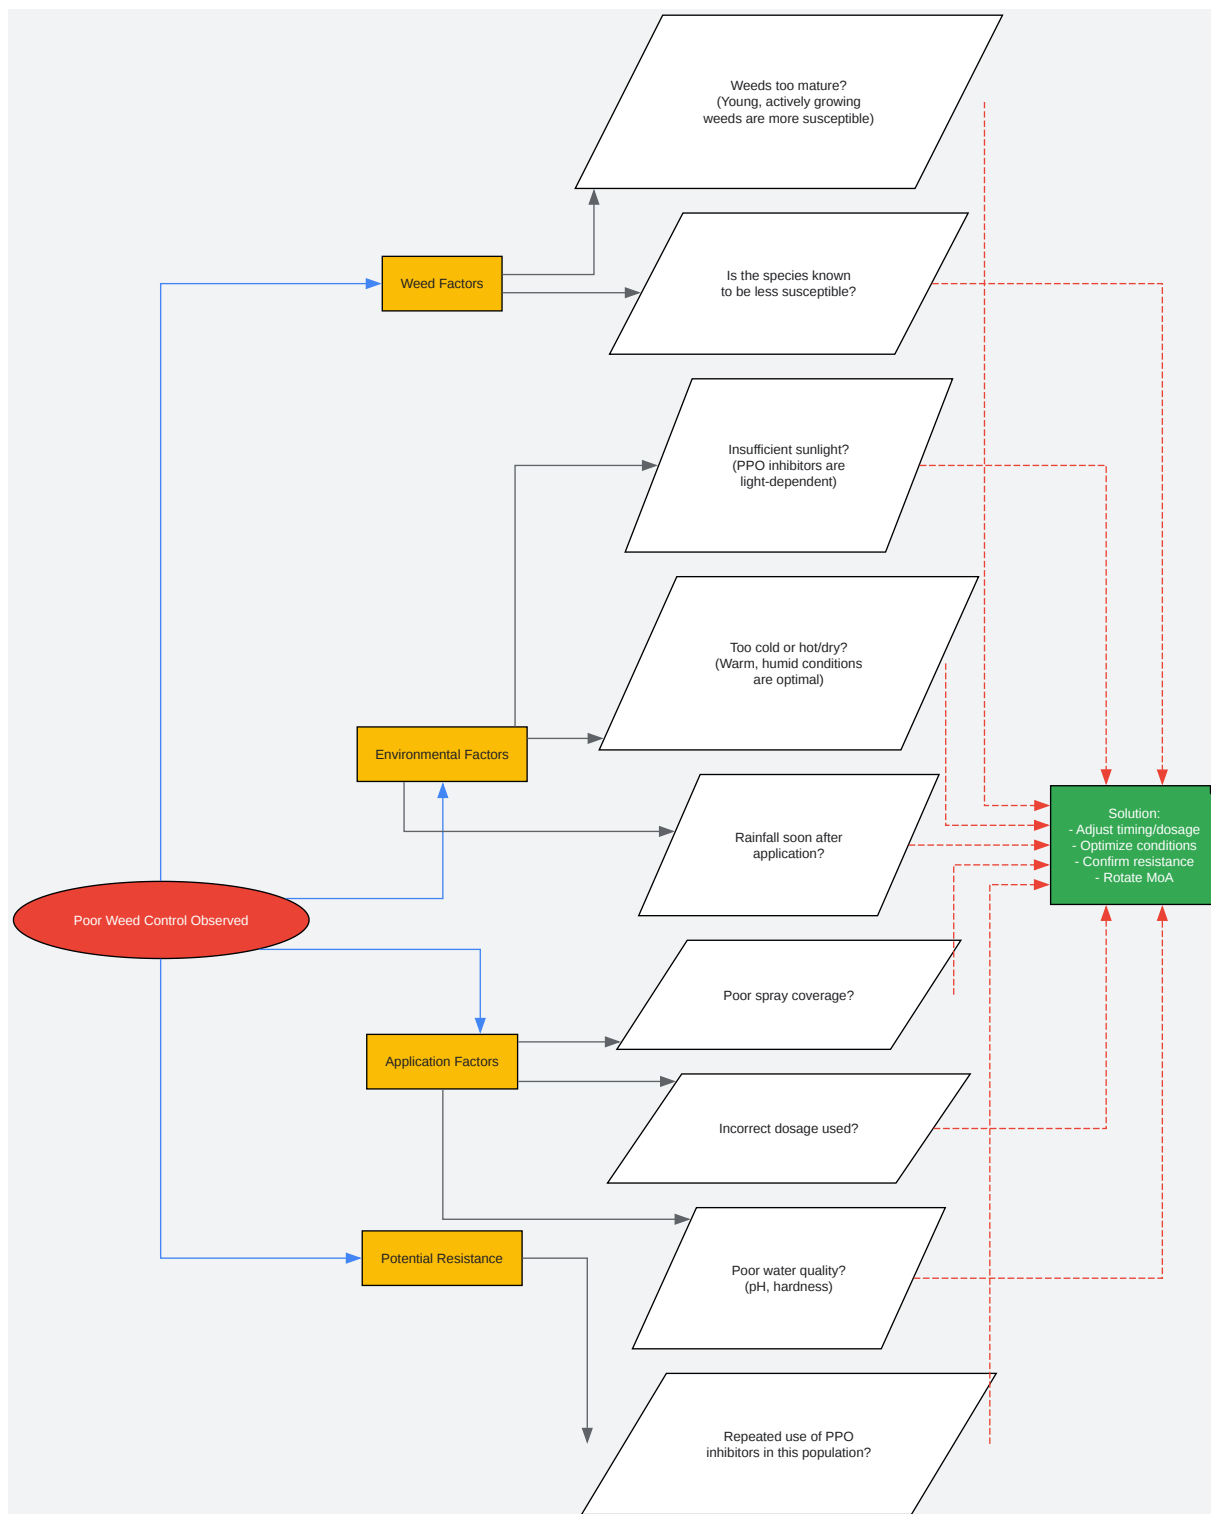 Weeds too mature?
(Young, actively growing
weeds are more susceptible)
Weed Factors
Is the species known
to be less susceptible?
Insufficient sunlight?
(PPO inhibitors are
light-dependent)
Too cold or hot/dry?
(Warm, humid conditions
are optimal)
Environmental Factors
Rainfall soon after
application?
Solution:
- Adjust timing/dosage
- Optimize conditions
- Confirm resistance
- Rotate MoA
Poor Weed Control Observed
Poor spray coverage?
Application Factors
Incorrect dosage used?
Potential Resistance
Poor water quality?
(pH, hardness)
Repeated use of PPO
inhibitors in this population?